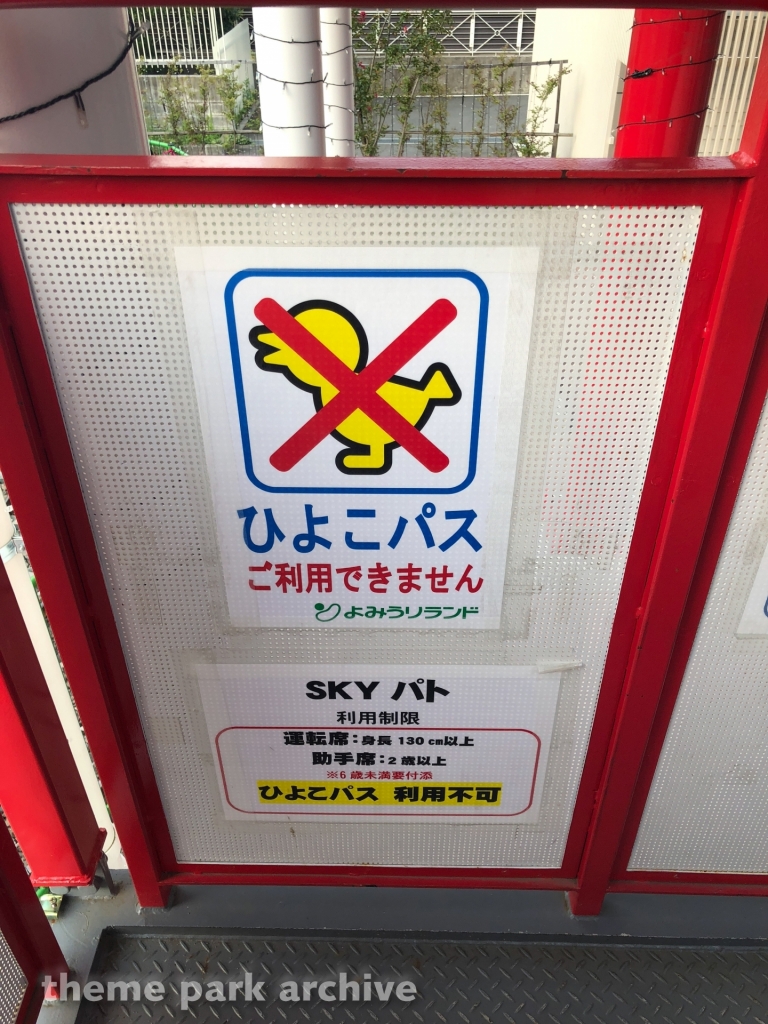 ひよこパス
ご利用できません
よみうりランド
SKY パト
利用制限
運転席：身長 130 cm以上
助手席：2 歳以上
※6 歳未満要付添
ひよこパス 利用不可
theme park archive